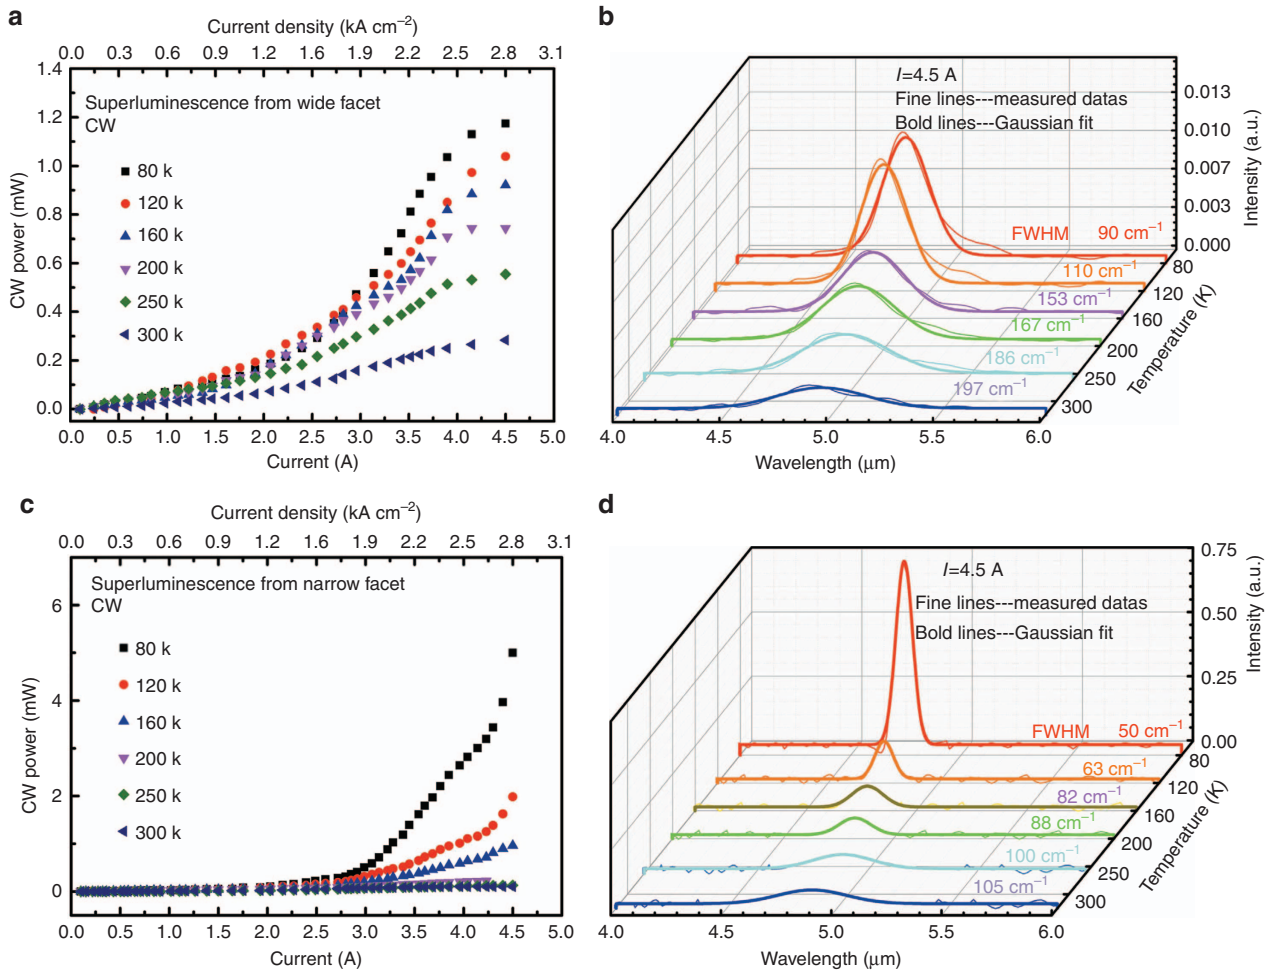 a
Current density (kA cm⁻²)
0.0 0.3 0.6 0.9 1.2 1.6 1.9 2.2 2.5 2.8 3.1
1.4
1.2
1.0
0.8
0.6
0.4
0.2
0.0
CW power (mW)
Superluminescence from wide facet
CW
80 k
120 k
160 k
200 k
250 k
300 k
0.0 0.5 1.0 1.5 2.0 2.5 3.0 3.5 4.0 4.5 5.0
Current (A)
b
I=4.5 A
Fine lines---measured datas
Bold lines---Gaussian fit
0.013
0.010
0.007
0.003
0.000
Intensity (a.u.)
FWHM 90 cm⁻¹
110 cm⁻¹
153 cm⁻¹
167 cm⁻¹
186 cm⁻¹
197 cm⁻¹
80
120
160
200
250
300
Temperature (K)
4.0 4.5 5.0 5.5 6.0
Wavelength (μm)
c
Current density (kA cm⁻²)
0.0 0.3 0.6 0.9 1.2 1.6 1.9 2.2 2.5 2.8 3.1
6
4
2
0
CW power (mW)
Superluminescence from narrow facet
CW
80 k
120 k
160 k
200 k
250 k
300 k
0.0 0.5 1.0 1.5 2.0 2.5 3.0 3.5 4.0 4.5 5.0
Current (A)
d
I=4.5 A
Fine lines---measured datas
Bold lines---Gaussian fit
0.75
0.50
0.25
0.00
Intensity (a.u.)
FWHM 50 cm⁻¹
63 cm⁻¹
82 cm⁻¹
88 cm⁻¹
100 cm⁻¹
105 cm⁻¹
80
120
160
200
250
300
Temperature (K)
4.0 4.5 5.0 5.5 6.0
Wavelength (μm)